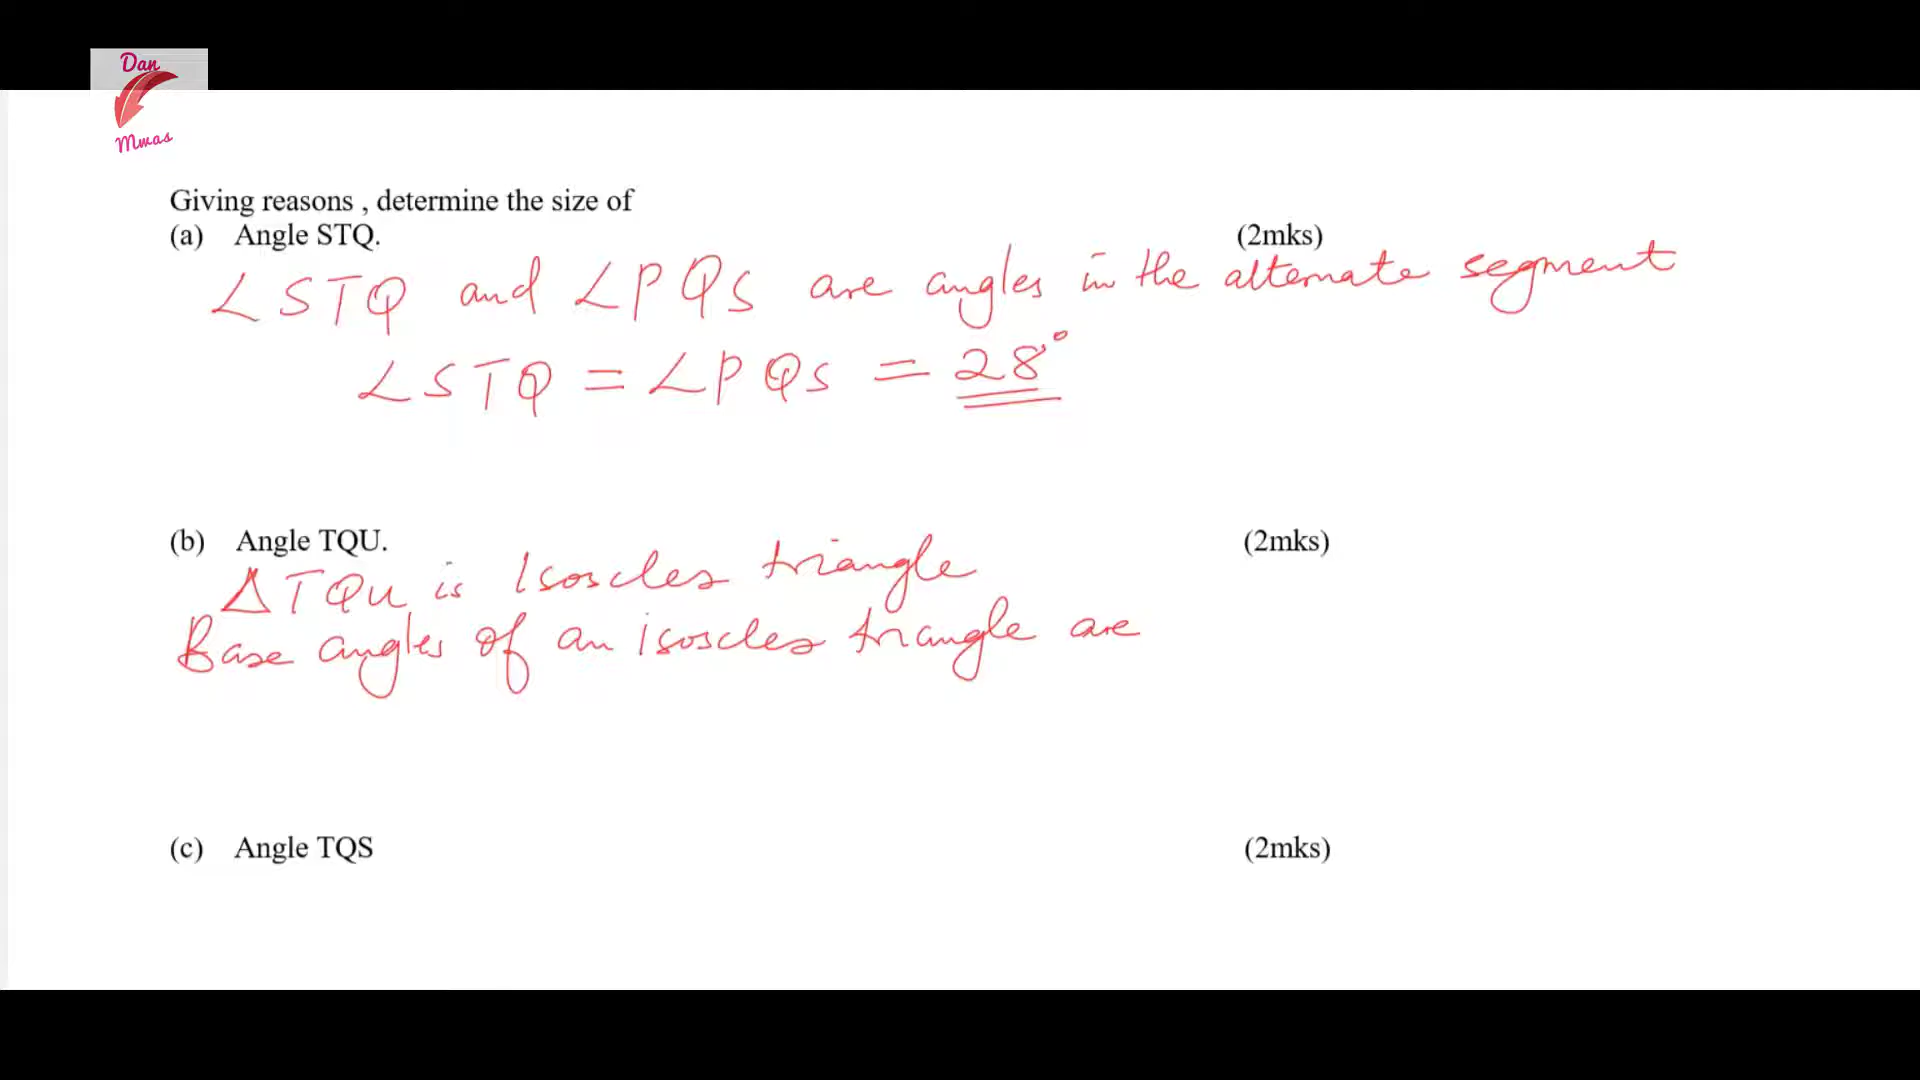 Dan
Mwas
Giving reasons , determine the size of
(a) Angle STQ. (2mks)
∠STQ and ∠PQS are angles in the alternate segment
∠STQ = ∠PQS = 28°
(b) Angle TQU. (2mks)
△TQU is Isoscles triangle
Base angles of an isoscles triangle are
(c) Angle TQS (2mks)